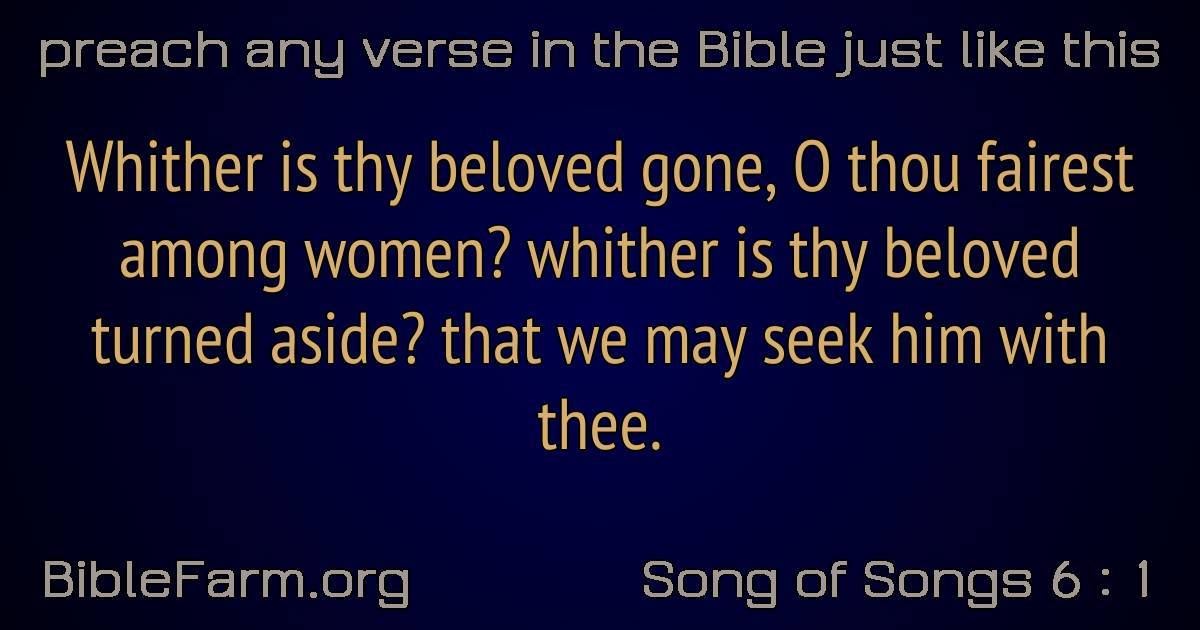 preach any verse in the Bible just like this
Whither is thy beloved gone, O thou fairest
among women? whither is thy beloved
turned aside? that we may seek him with
thee.
BibleFarm.org
Song of Songs 6 : 1